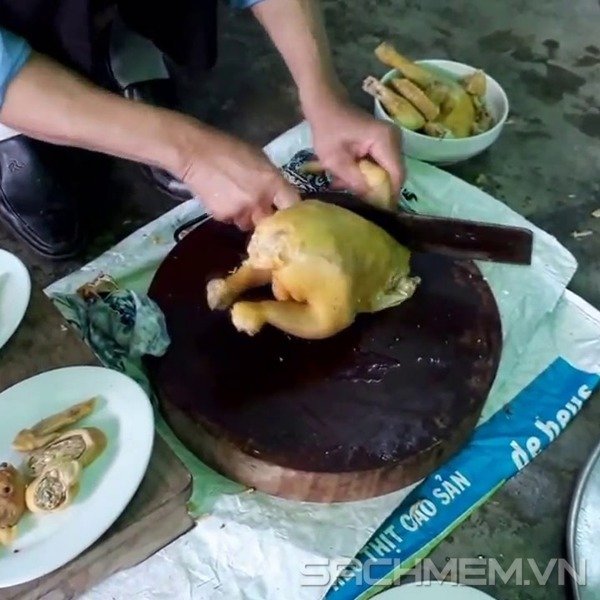 de heus
THỊT CAO SẢN
SACHMEM.VN